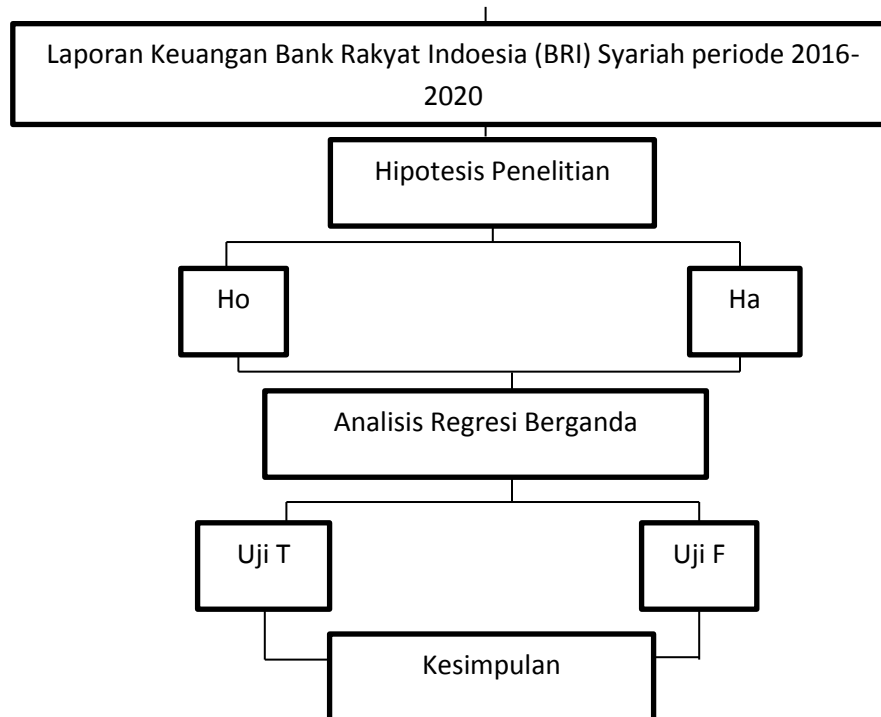 Laporan Keuangan Bank Rakyat Indoesia (BRI) Syariah periode 2016-
2020
Hipotesis Penelitian
Ho
Ha
Analisis Regresi Berganda
Uji T
Uji F
Kesimpulan